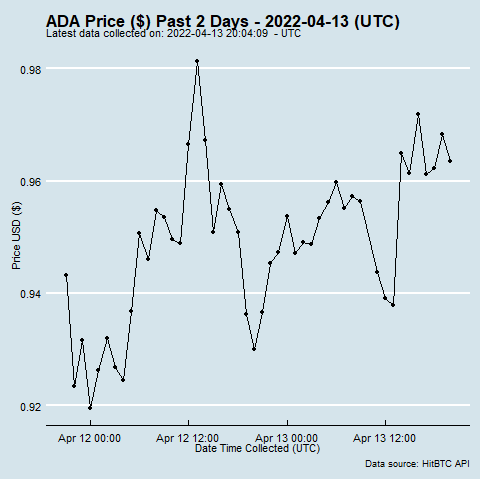 ADA Price ($) Past 2 Days - 2022-04-13 (UTC)
Latest data collected on: 2022-04-13 20:04:09 - UTC
0.98
0.96
0.94
0.92
Price USD ($)
Apr 12 00:00
Apr 12 12:00
Apr 13 00:00
Apr 13 12:00
Date Time Collected (UTC)
Data source: HitBTC API